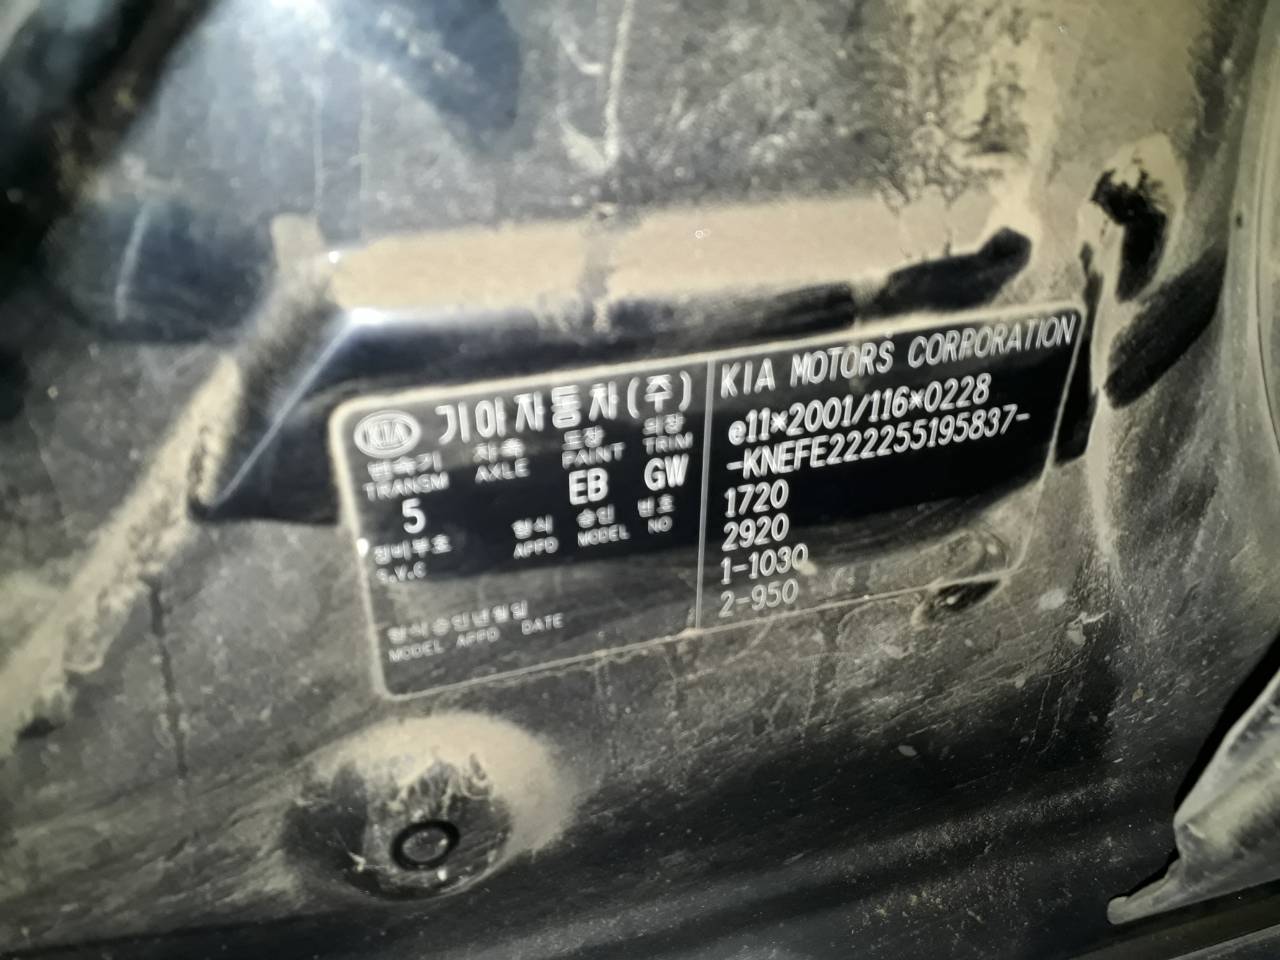 KIA 기아자동차(주)
변속기 차축 도장 의장
TRANSM AXLE PAINT TRIM
5 EB GW
장비부호 형식 승인 번호
S.V.C APPD MODEL NO
형식승인년월일
MODEL APPD DATE
KIA MOTORS CORPORATION
e11*2001/116*0228
-KNEFE222255195837-
1720
2920
1-1030
2-950